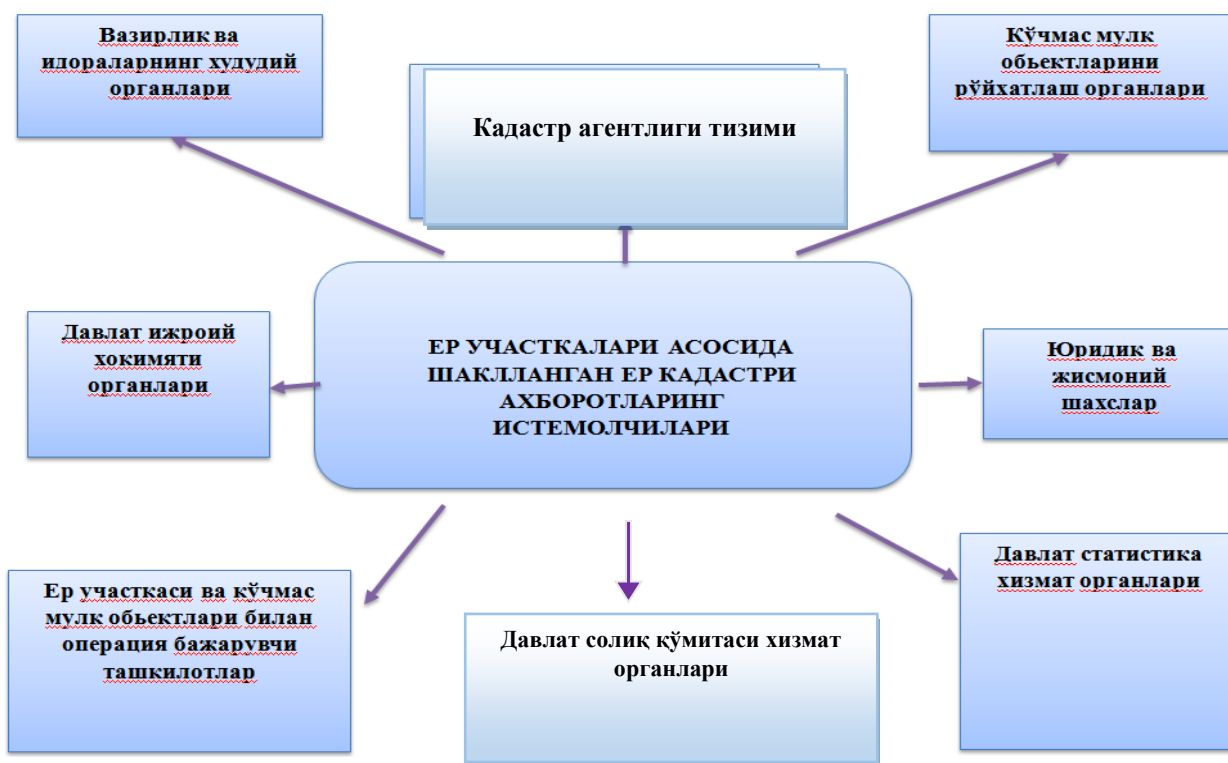 Вазирлик ва
идораларнинг худудий
органлари
Кадастр агентлиги тизими
Кўчмас мулк
обьектларини
рўйхатлаш органлари
Давлат ижроий
хокимяти
органлари
ЕР УЧАСТКАЛАРИ АСОСИДА
ШАКЛЛАНГАН ЕР КАДАСТРИ
АХБОРОТЛАРИНГ
ИСТЕМОЛЧИЛАРИ
Юридик ва
жисмоний
шахслар
Ер участкаси ва кўчмас
мулк обьектлари билан
операция бажарувчи
ташкилотлар
Давлат солиқ қўмитаси хизмат
органлари
Давлат статистика
хизмат органлари